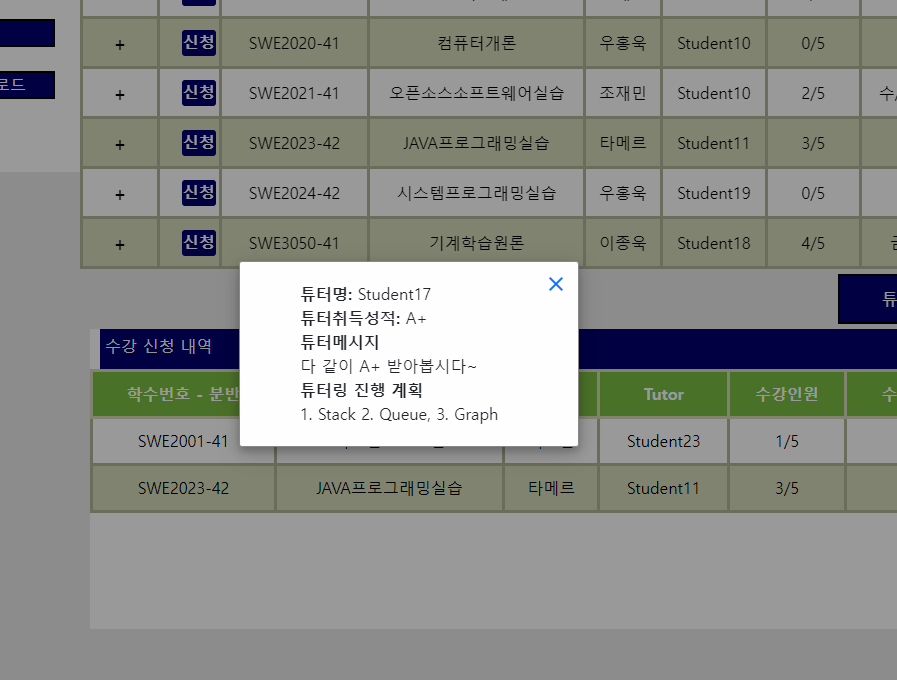 + 신청 SWE2020-41 컴퓨터개론 우홍욱 Student10 0/5
로드
+ 신청 SWE2021-41 오픈소스소프트웨어실습 조재민 Student10 2/5 수
+ 신청 SWE2023-42 JAVA프로그래밍실습 타메르 Student11 3/5
+ 신청 SWE2024-42 시스템프로그래밍실습 우홍욱 Student19 0/5
+ 신청 SWE3050-41 기계학습원론 이종욱 Student18 4/5
튜터명: Student17
튜터취득성적: A+
튜터메시지
다 같이 A+ 받아봅시다~
튜터링 진행 계획
1. Stack 2. Queue, 3. Graph
튜
수강 신청 내역
학수번호 - 분반 Tutor 수강인원 수
SWE2001-41 Student23 1/5
SWE2023-42 JAVA프로그래밍실습 타메르 Student11 3/5